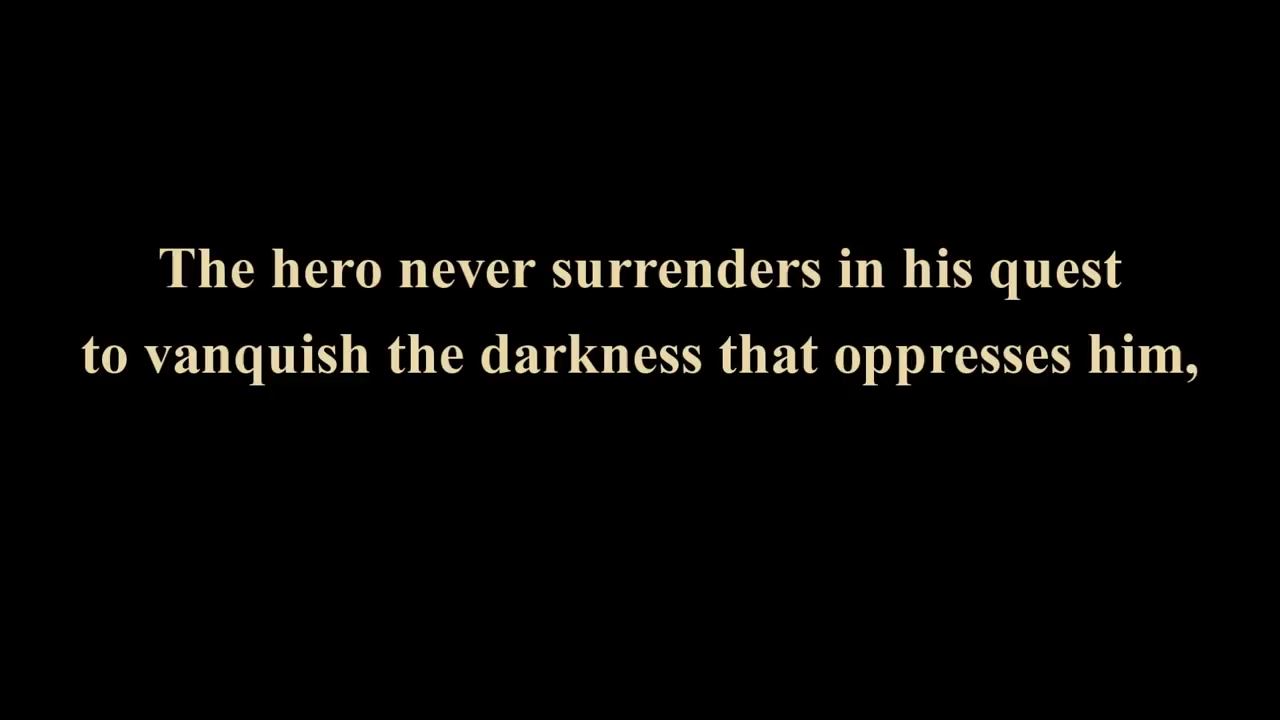 The hero never surrenders in his quest
to vanquish the darkness that oppresses him,